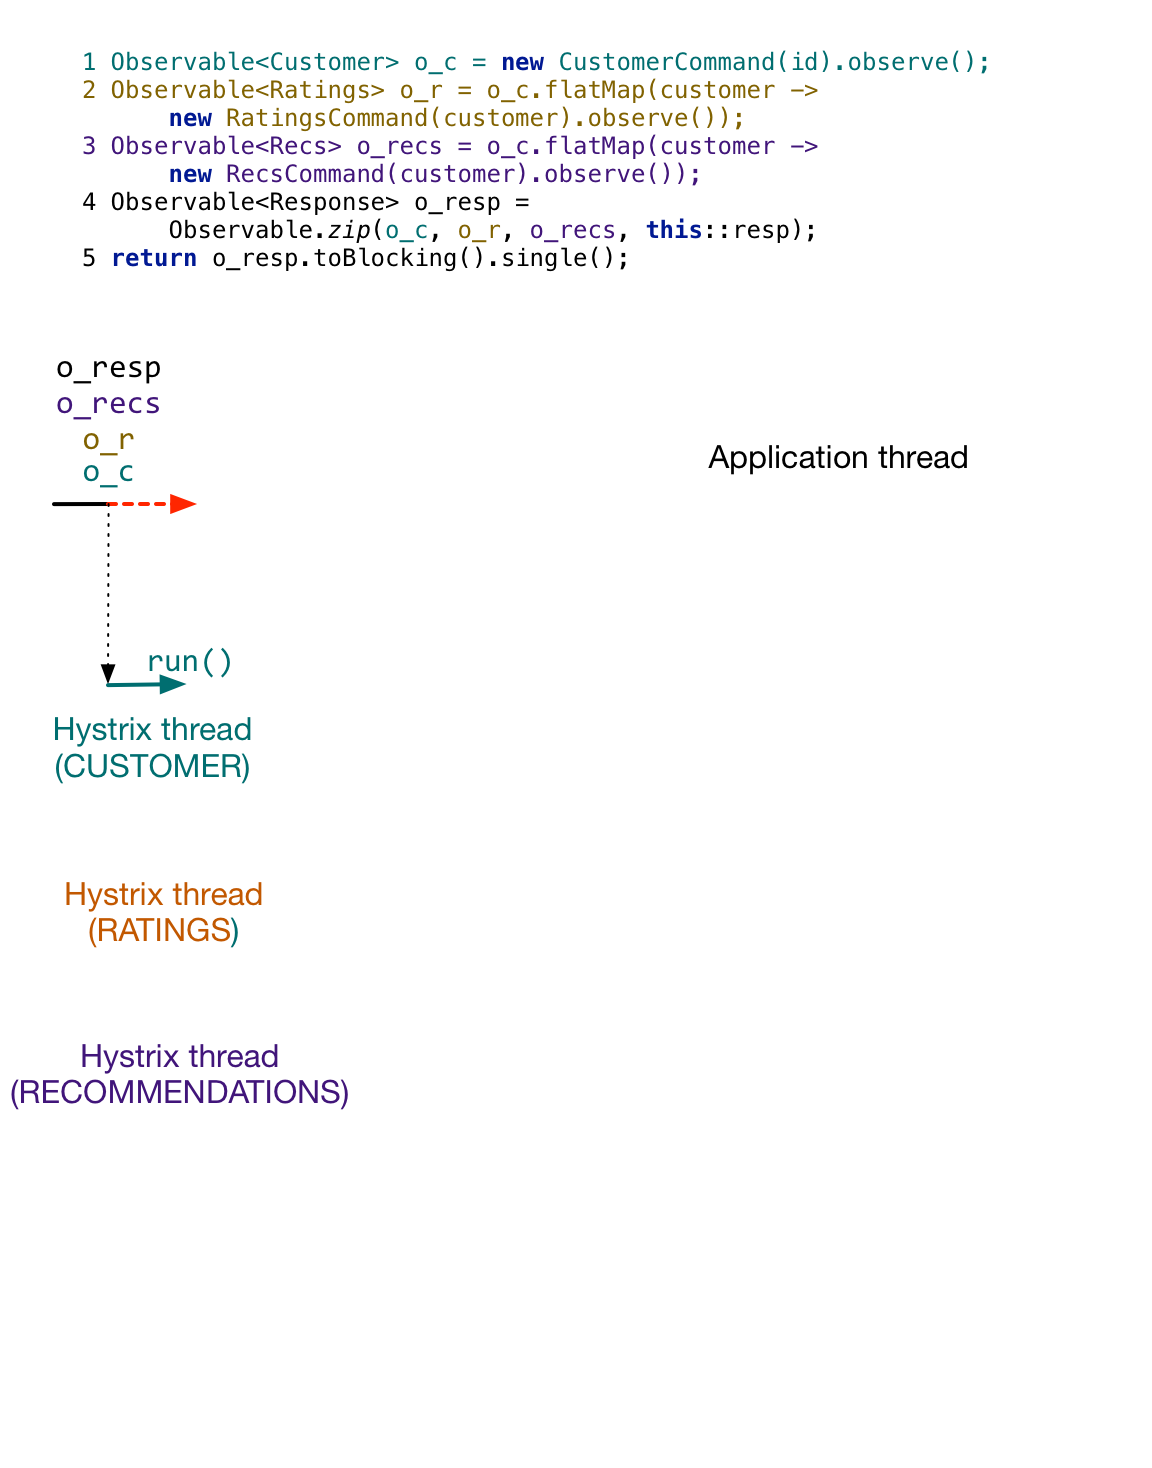 1 Observable<Customer> o_c = new CustomerCommand(id).observe();
2 Observable<Ratings> o_r = o_c.flatMap(customer ->
new RatingsCommand(customer).observe());
3 Observable<Recs> o_recs = o_c.flatMap(customer ->
new RecsCommand(customer).observe());
4 Observable<Response> o_resp =
Observable.zip(o_c, o_r, o_recs, this::resp);
5 return o_resp.toBlocking().single();
o_resp
o_recs
o_r
o_c
Application thread
run()
Hystrix thread
(CUSTOMER)
Hystrix thread
(RATINGS)
Hystrix thread
(RECOMMENDATIONS)